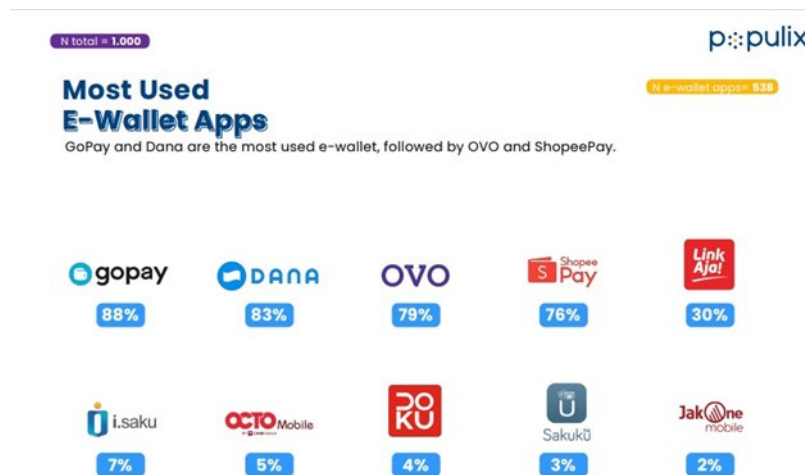 N total = 1.000
populix
Most Used
E-Wallet Apps
N e-wallet apps= 538
GoPay and Dana are the most used e-wallet, followed by OVO and ShopeePay.
gopay
DANA
OVO
S Shopee Pay
Link Aja!
88%
83%
79%
76%
30%
i.saku
OCTO Mobile
DO KU
Sakuku
JakOne mobile
7%
5%
4%
3%
2%